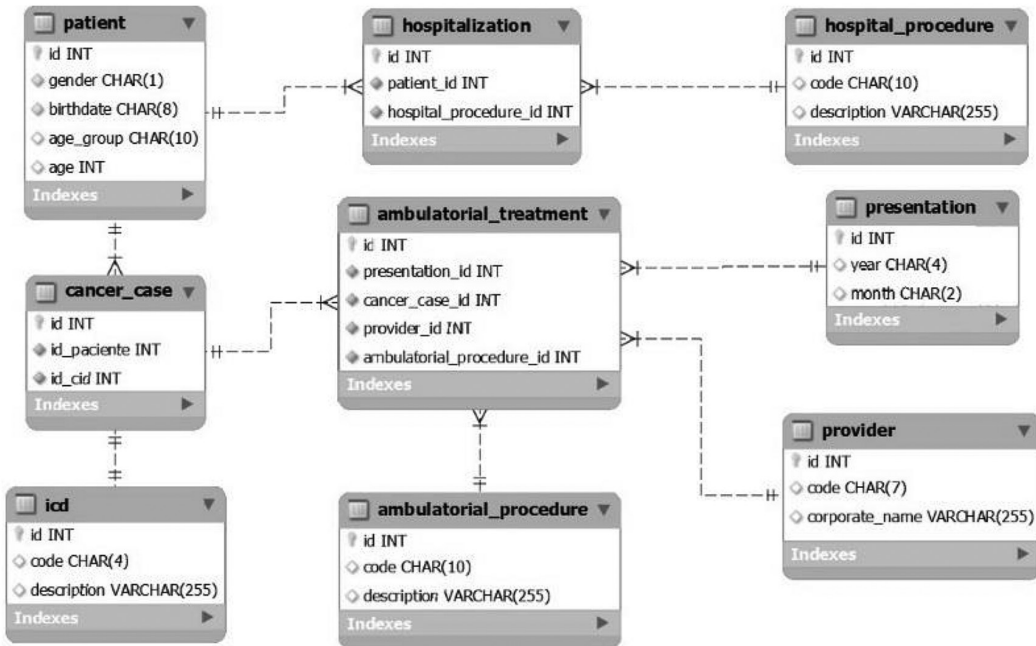 patient
id INT
gender CHAR(1)
birthdate CHAR(8)
age_group CHAR(10)
age INT
Indexes
hospitalization
id INT
patient_id INT
hospital_procedure_id INT
Indexes
hospital_procedure
id INT
code CHAR(10)
description VARCHAR(255)
Indexes
ambulatorial_treatment
id INT
presentation_id INT
cancer_case_id INT
provider_id INT
ambulatorial_procedure_id INT
Indexes
presentation
id INT
year CHAR(4)
month CHAR(2)
Indexes
cancer_case
id INT
id_paciente INT
id_cid INT
Indexes
provider
id INT
code CHAR(7)
corporate_name VARCHAR(255)
Indexes
icd
id INT
code CHAR(4)
description VARCHAR(255)
Indexes
ambulatorial_procedure
id INT
code CHAR(10)
description VARCHAR(255)
Indexes